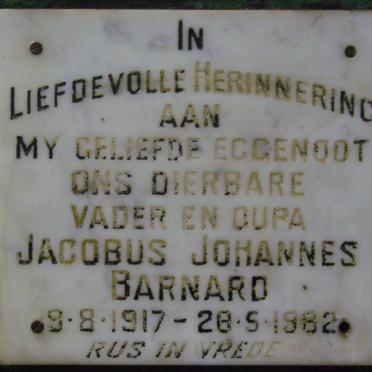 IN
LIEFDEVOLLE HERINNERING
AAN
MY GELIEFDE EGGENOOT
ONS DIERBARE
VADER EN OUPA
JACOBUS JOHANNES
BARNARD
9-8-1917 - 28-5-1982
RUS IN VREDE